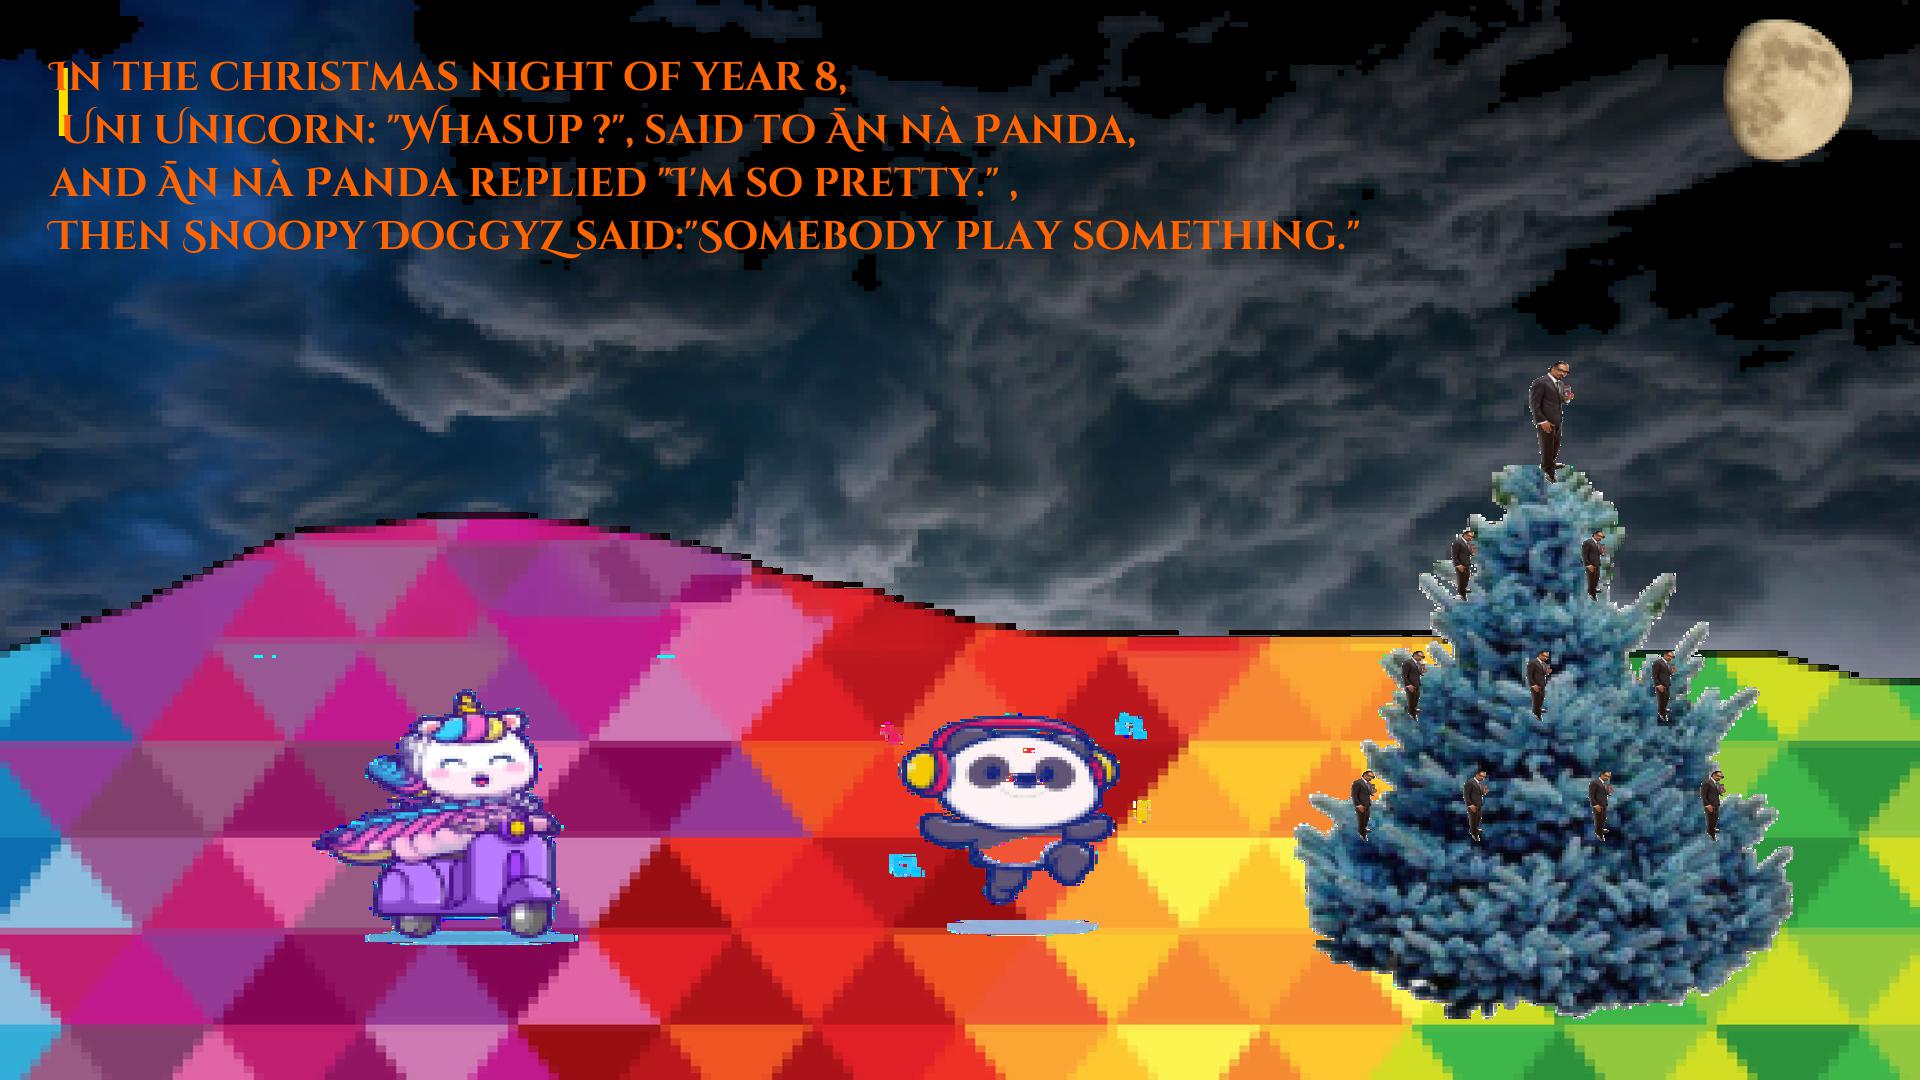 In the Christmas night of year 8,
Uni Unicorn: "Whasup ?", said to Ān Nà Panda,
and Ān Nà Panda replied "I'm so pretty." ,
Then Snoopy DoggyZ said:"Somebody play something."